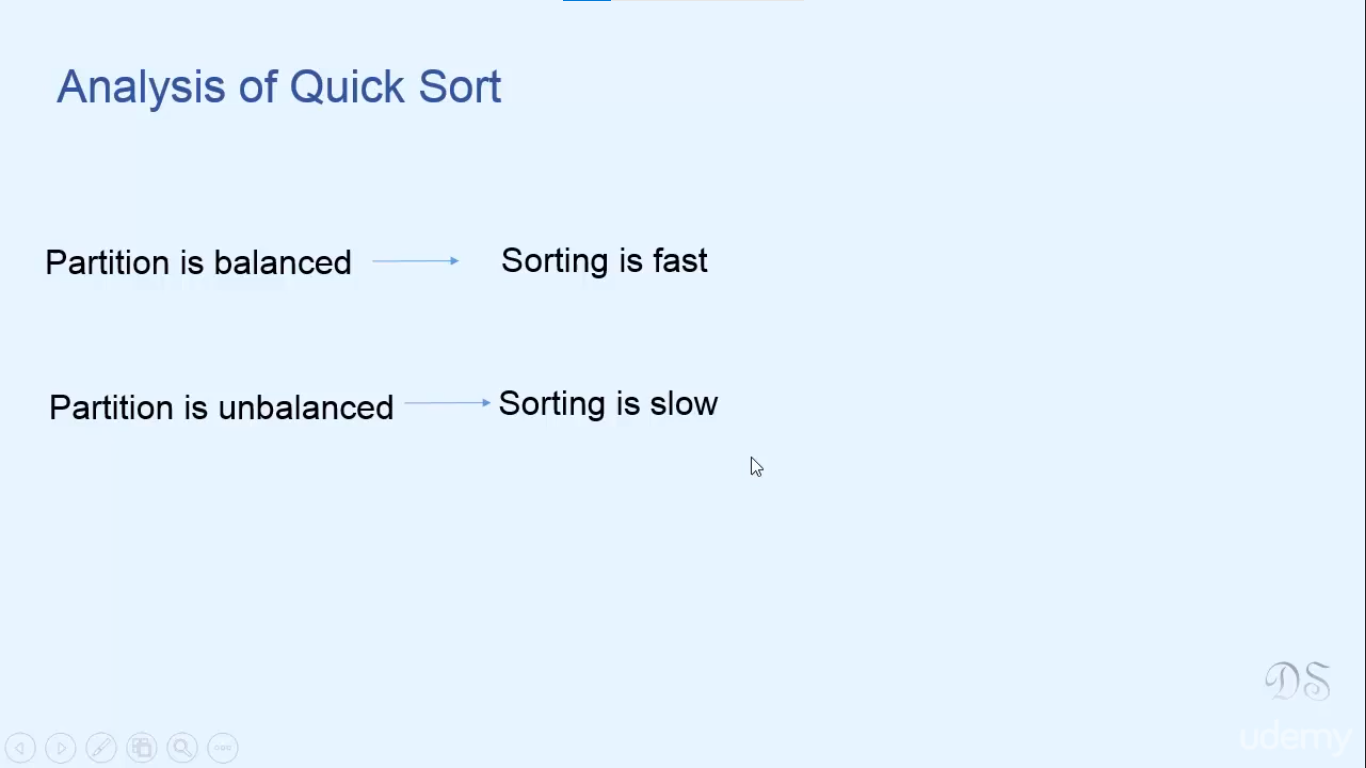 Analysis of Quick Sort
Partition is balanced Sorting is fast
Partition is unbalanced Sorting is slow
DS
udemy